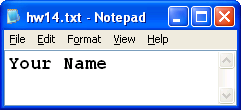 hw14.txt - Notepad
File Edit Format View Help
Your Name